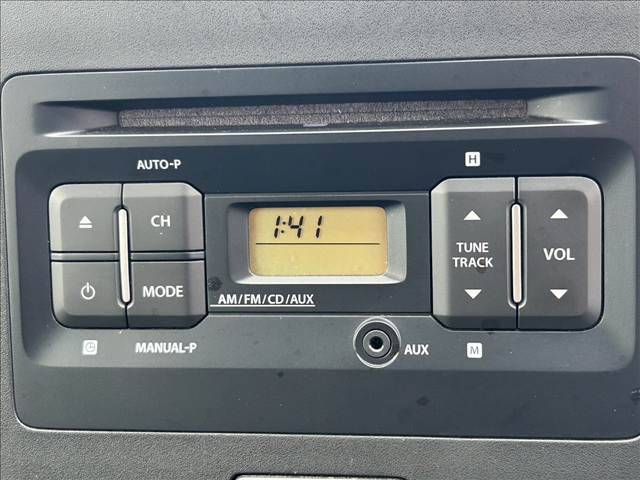 AUTO-P
H
CH
1:41
TUNE
TRACK
VOL
MODE
AM/FM/CD/AUX
MANUAL-P
AUX
M